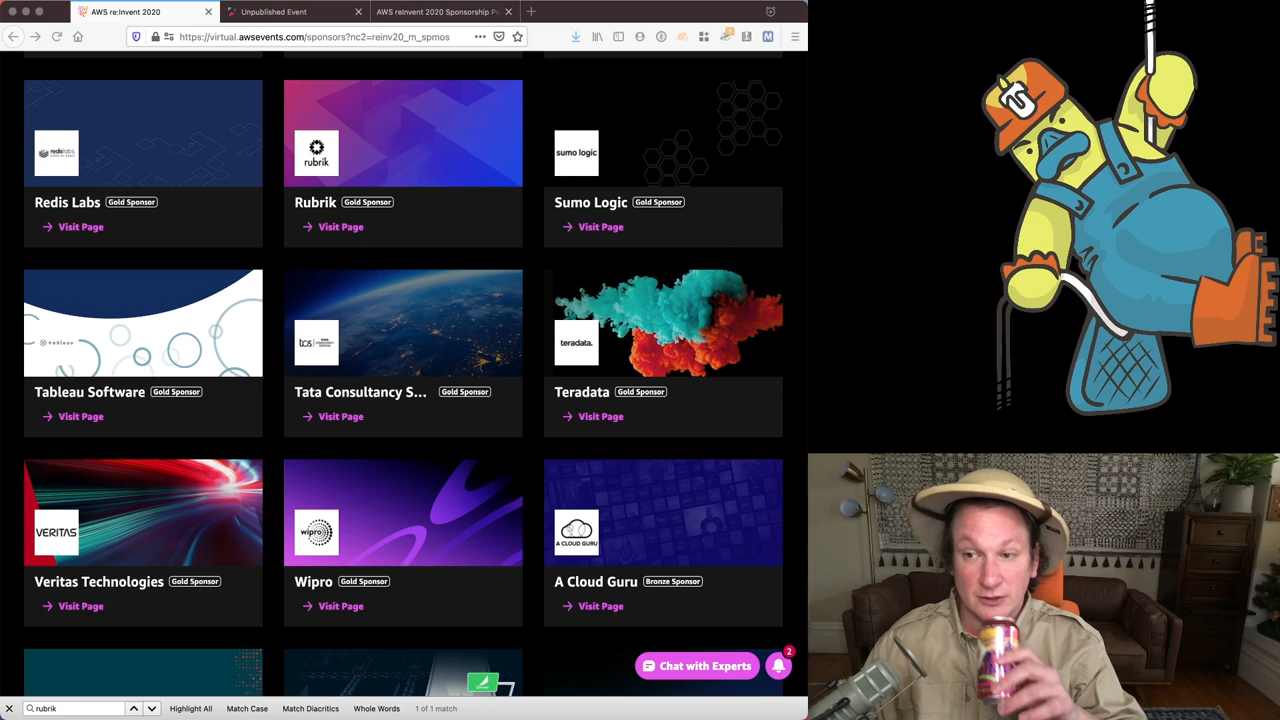 AWS re:Invent 2020
Unpublished Event
AWS reInvent 2020 Sponsorship Pr
https://virtual.awsevents.com/sponsors?nc2=reinv20_m_spmos
redislabs
rubrik
sumo logic
Redis Labs Gold Sponsor
Rubrik Gold Sponsor
Sumo Logic Gold Sponsor
Visit Page
Visit Page
Visit Page
tableau
tcs
teradata.
Tableau Software Gold Sponsor
Tata Consultancy S... Gold Sponsor
Teradata Gold Sponsor
Visit Page
Visit Page
Visit Page
VERITAS
wipro
A CLOUD GURU
Veritas Technologies Gold Sponsor
Wipro Gold Sponsor
A Cloud Guru Bronze Sponsor
Visit Page
Visit Page
Visit Page
Chat with Experts
2
rubrik
Highlight All
Match Case
Match Diacritics
Whole Words
1 of 1 match